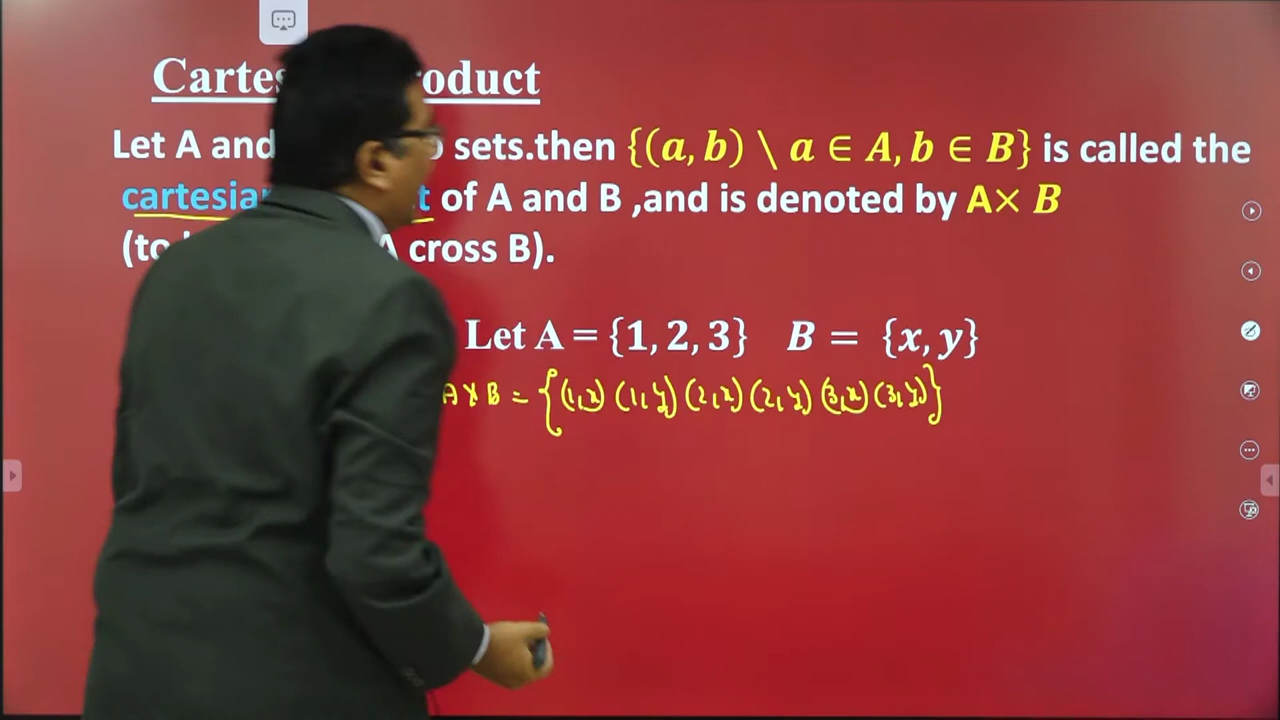 Cartes oduct
Let A and sets.then {(a, b) \ a ∈ A, b ∈ B} is called the
cartesia t of A and B ,and is denoted by A× B
(to A cross B).
Let A = {1, 2, 3} B = {x, y}
A × B = {(1,x) (1,y) (2,x) (2,y) (3,x) (3,y)}